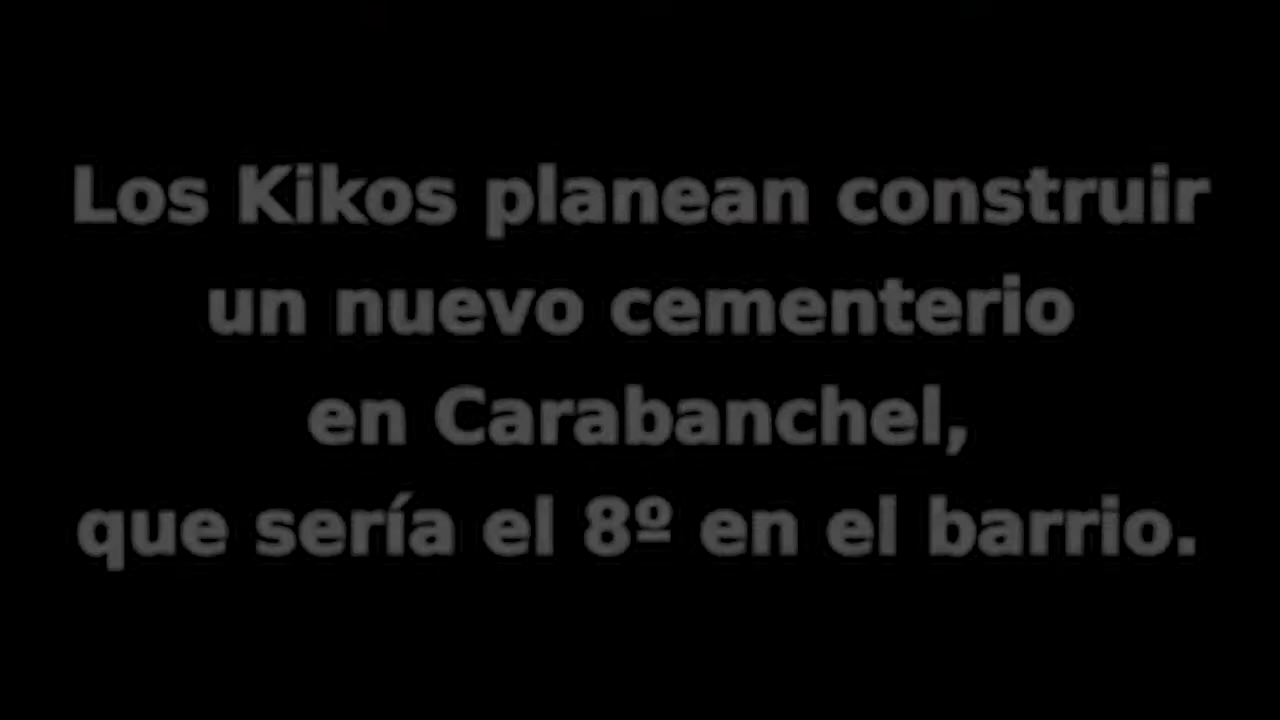 Los Kikos planean construir
un nuevo cementerio
en Carabanchel,
que sería el 8º en el barrio.